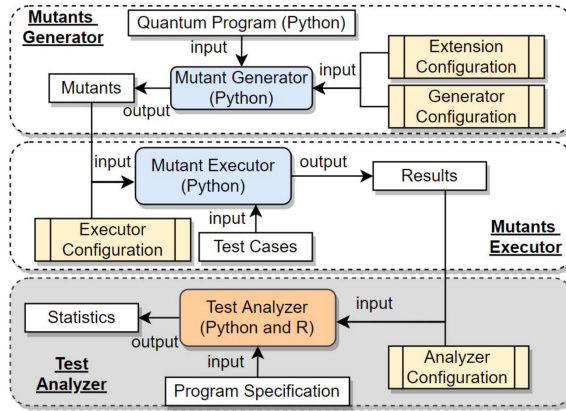 Mutants
Generator
Quantum Program (Python)
input
Mutants
output
Mutant Generator
(Python)
input
Extension
Configuration
Generator
Configuration
input
Mutant Executor
(Python)
output
Results
Executor
Configuration
input
Test Cases
Mutants
Executor
Statistics
output
Test Analyzer
(Python and R)
input
Test
Analyzer
input
Program Specification
Analyzer
Configuration